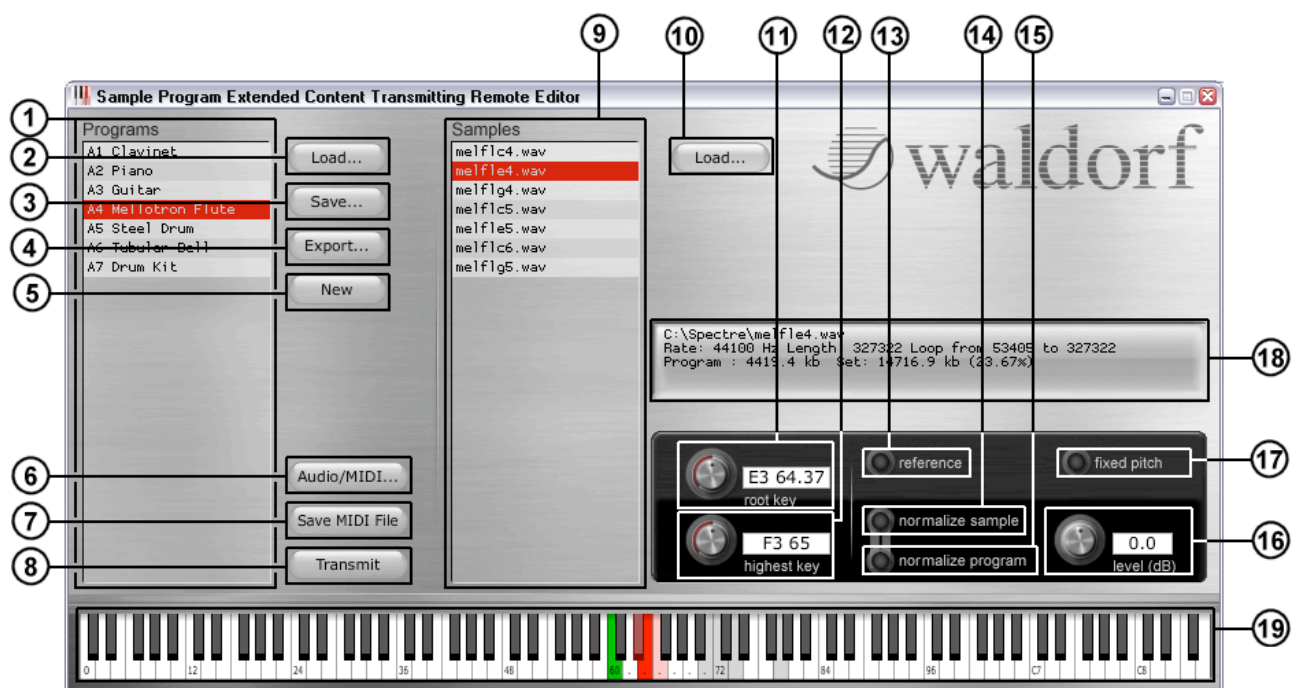 9 10 11 12 13 14 15
Sample Program Extended Content Transmitting Remote Editor
1
Programs
A1 Clavinet
A2 Piano
A3 Guitar
A4 Mellotron Flute
A5 Steel Drum
A6 Tubular Bell
A7 Drum Kit
2 Load...
3 Save...
4 Export...
5 New
6 Audio/MIDI...
7 Save MIDI File
8 Transmit
Samples
melflc4.wav
melfle4.wav
melflg4.wav
melflc5.wav
melfle5.wav
melflc6.wav
melflg5.wav
Load...
waldorf
C:\Spectre\melfle4.wav
Rate: 44100 Hz Length: 327322 Loop from 53405 to 327322
Program : 4419.4 kb Set: 14716.9 kb (23.67%)
18
E3 64.37
root key
F3 65
highest key
reference
normalize sample
normalize program
fixed pitch
17
0.0
level (dB)
16
0 12 24 36 48 60 . . . . . . 72 84 96 C7 C8
19